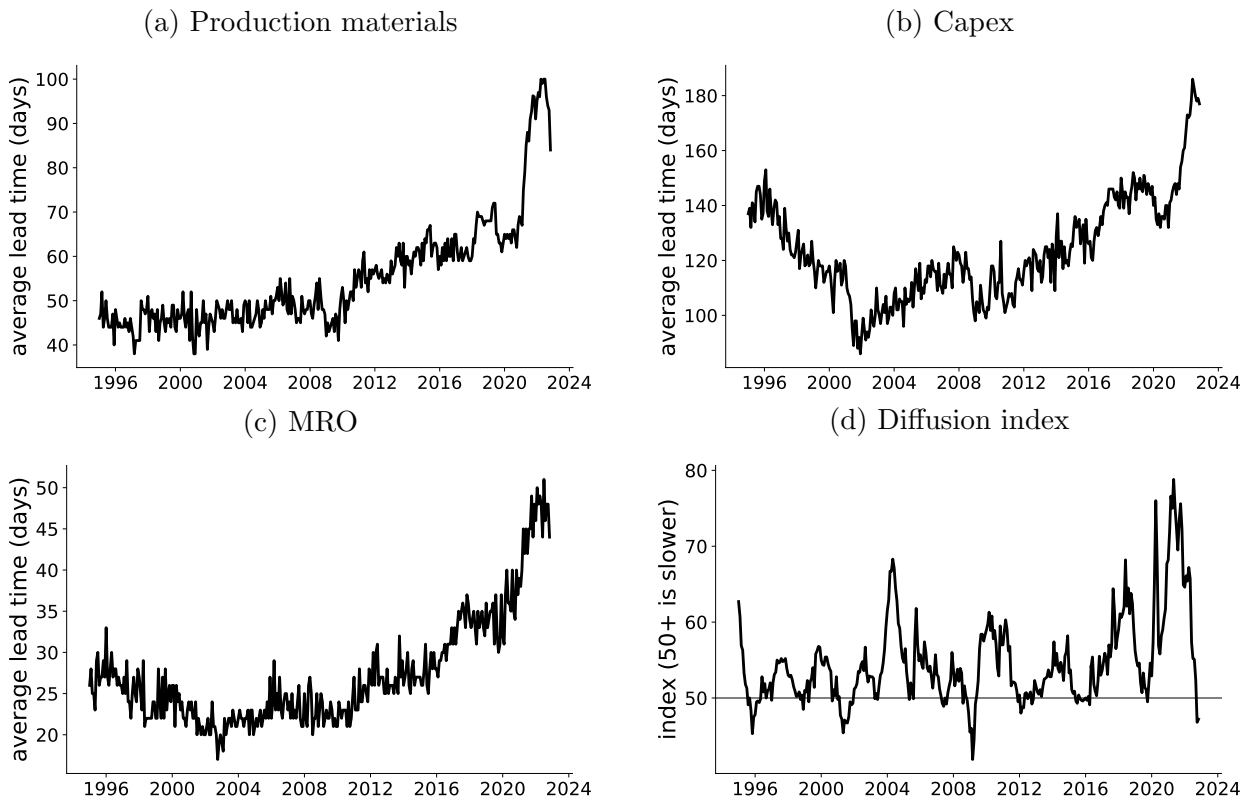 (a) Production materials
average lead time (days)
100
90
80
70
60
50
40
1996 2000 2004 2008 2012 2016 2020 2024
(b) Capex
average lead time (days)
180
160
140
120
100
1996 2000 2004 2008 2012 2016 2020 2024
(c) MRO
average lead time (days)
50
45
40
35
30
25
20
1996 2000 2004 2008 2012 2016 2020 2024
(d) Diffusion index
index (50+ is slower)
80
70
60
50
1996 2000 2004 2008 2012 2016 2020 2024